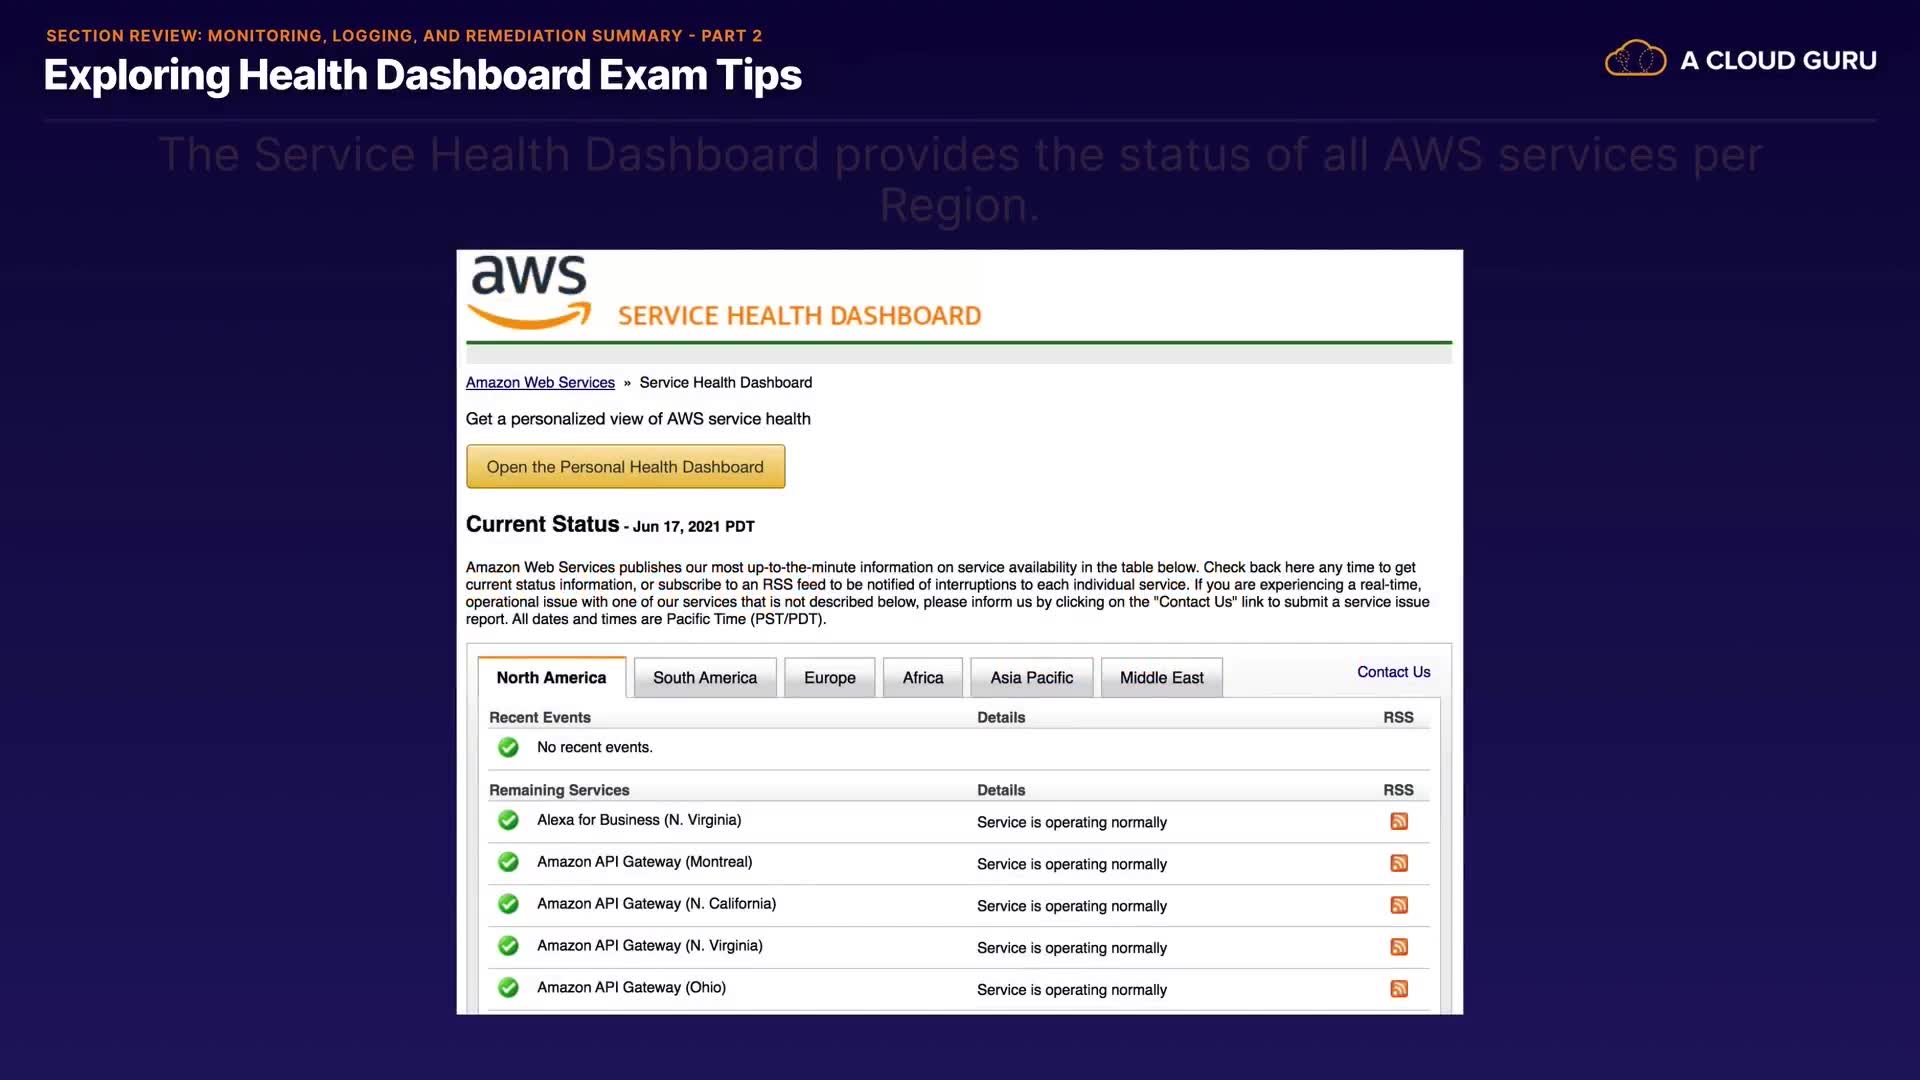 SECTION REVIEW: MONITORING, LOGGING, AND REMEDIATION SUMMARY - PART 2
Exploring Health Dashboard Exam Tips
A CLOUD GURU
The Service Health Dashboard provides the status of all AWS services per
Region.
aws
SERVICE HEALTH DASHBOARD
Amazon Web Services » Service Health Dashboard
Get a personalized view of AWS service health
Open the Personal Health Dashboard
Current Status - Jun 17, 2021 PDT
Amazon Web Services publishes our most up-to-the-minute information on service availability in the table below. Check back here any time to get
current status information, or subscribe to an RSS feed to be notified of interruptions to each individual service. If you are experiencing a real-time,
operational issue with one of our services that is not described below, please inform us by clicking on the "Contact Us" link to submit a service issue
report. All dates and times are Pacific Time (PST/PDT).
North America South America Europe Africa Asia Pacific Middle East Contact Us
Recent Events Details RSS
No recent events.
Remaining Services Details RSS
Alexa for Business (N. Virginia) Service is operating normally
Amazon API Gateway (Montreal) Service is operating normally
Amazon API Gateway (N. California) Service is operating normally
Amazon API Gateway (N. Virginia) Service is operating normally
Amazon API Gateway (Ohio) Service is operating normally